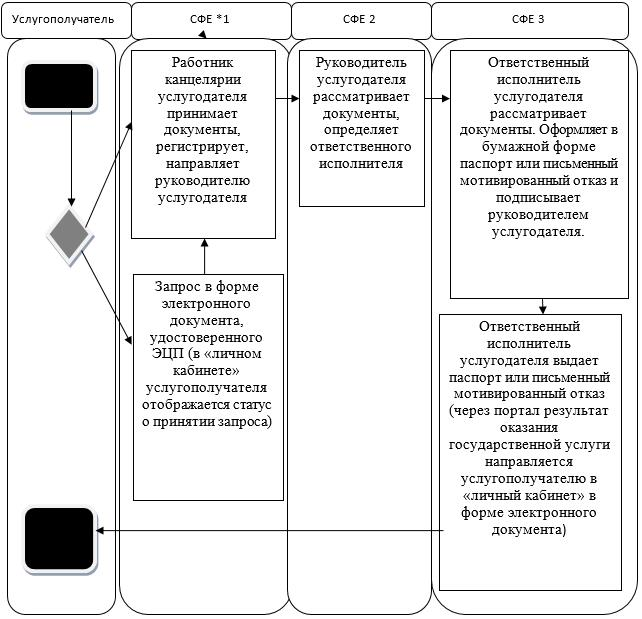 Услугополучатель
СФЕ *1
СФЕ 2
СФЕ 3
Работник
канцелярии
услугодателя
принимает
документы,
регистрирует,
направляет
руководителю
услугодателя
Руководитель
услугодателя
рассматривает
документы,
определяет
ответственного
исполнителя
Ответственный
исполнитель
услугодателя
рассматривает
документы. Оформляет в
бумажной форме
паспорт или письменный
мотивированный отказ и
подписывает
руководителем
услугодателя.
Запрос в форме
электронного
документа,
удостоверенного
ЭЦП (в «личном
кабинете»
услугополучателя
отображается статус
о принятии запроса)
Ответственный
исполнитель
услугодателя выдает
паспорт или письменный
мотивированный отказ
(через портал результат
оказания
государственной услуги
направляется
услугополучателю в
«личный кабинет» в
форме электронного
документа)